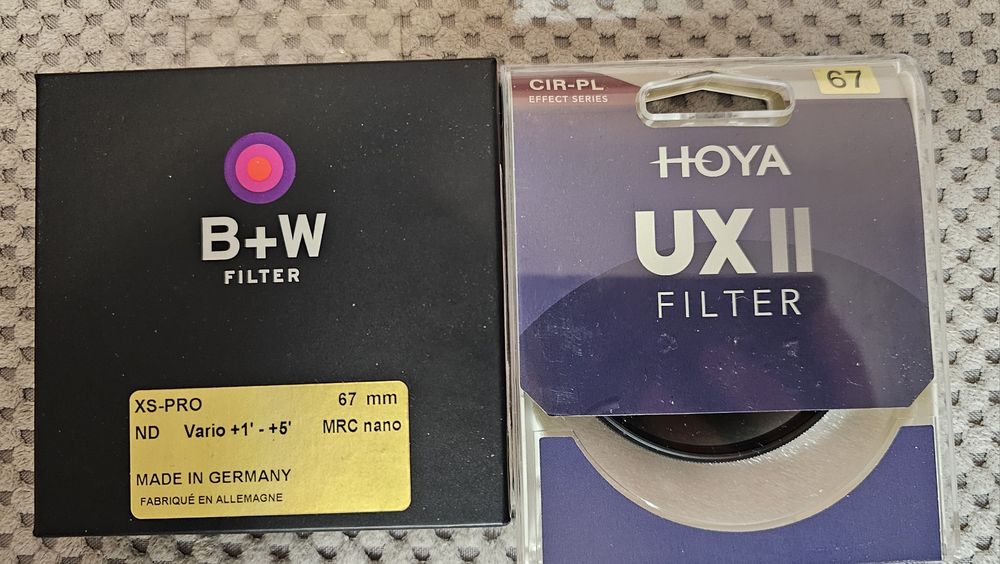 B+W
FILTER
XS-PRO 67 mm
ND Vario +1' - +5' MRC nano
MADE IN GERMANY
FABRIQUÉ EN ALLEMAGNE
CIR-PL
EFFECT SERIES
67
HOYA
UX II
FILTER